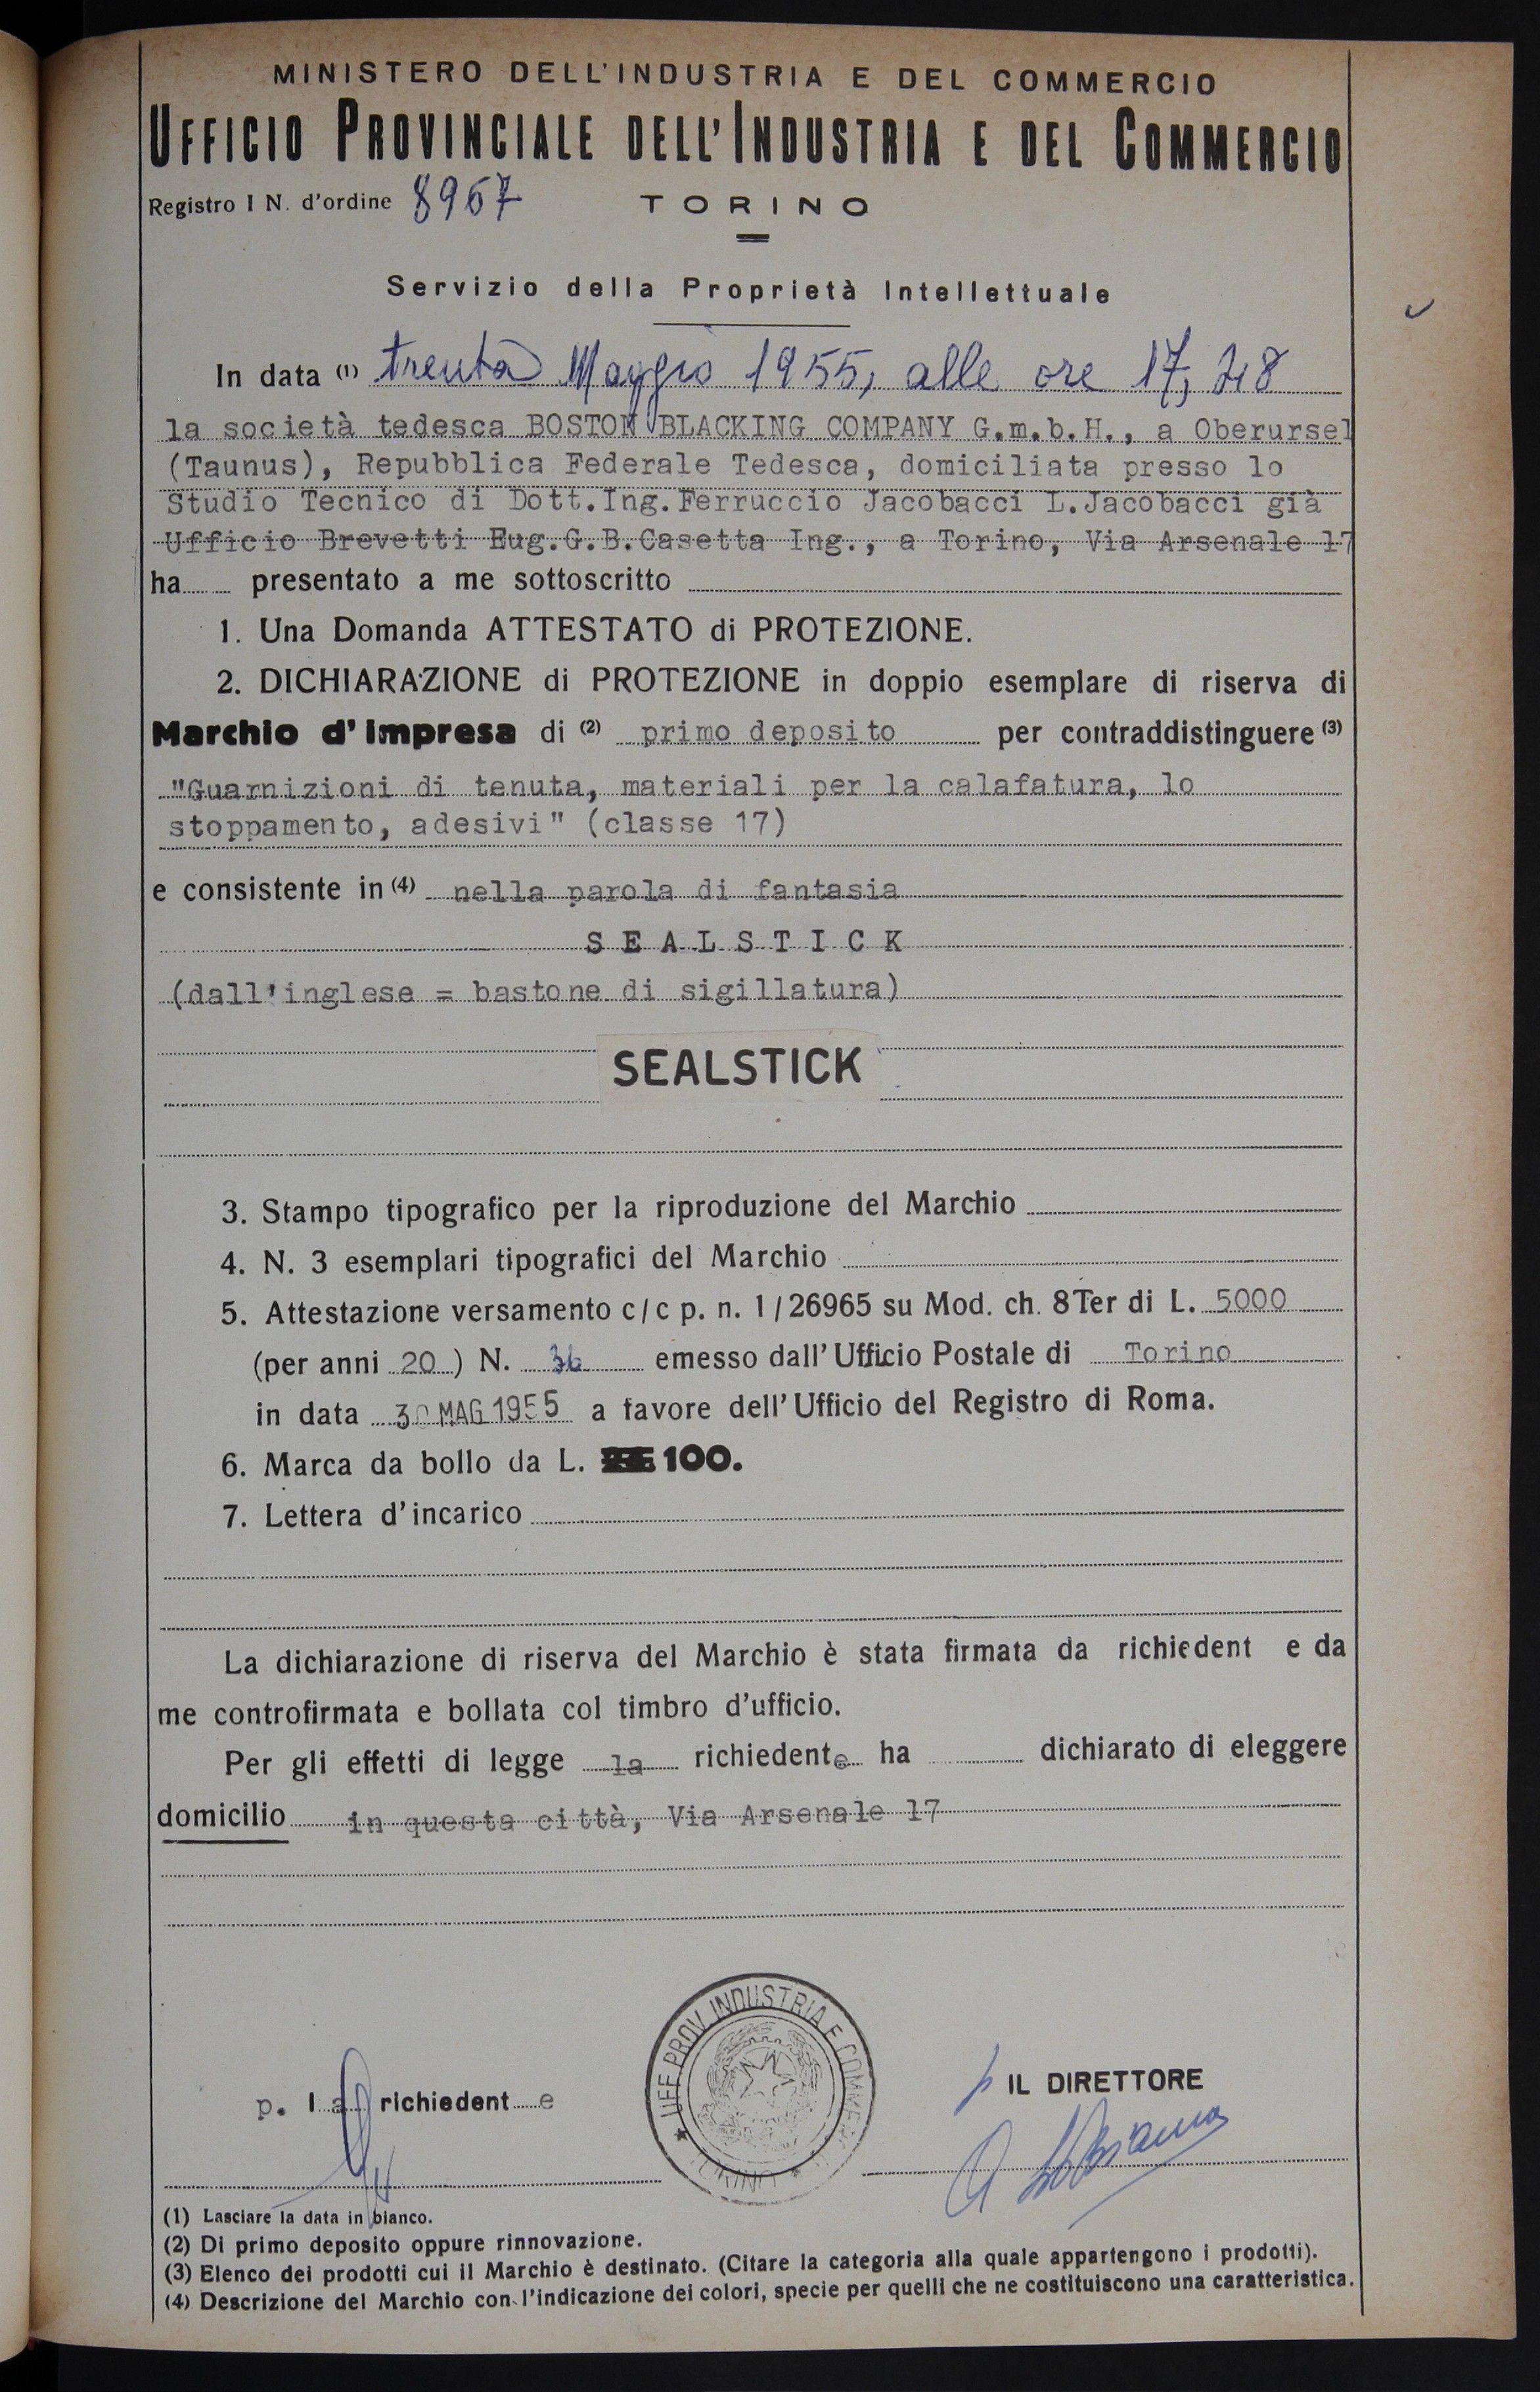 MINISTERO DELL'INDUSTRIA E DEL COMMERCIO
UFFICIO PROVINCIALE DELL'INDUSTRIA E DEL COMMERCIO
Registro I N. d'ordine 8967 TORINO
Servizio della Proprietà Intellettuale
In data (1) trenta Maggio 1955, alle ore 17,28
la società tedesca BOSTON BLACKING COMPANY G.m.b.H., a Oberursel
(Taunus), Repubblica Federale Tedesca, domiciliata presso lo
Studio Tecnico di Dott.Ing.Ferruccio Jacobacci L.Jacobacci già
Ufficio Brevetti Eug.G.B.Casetta Ing., a Torino, Via Arsenale 17
ha presentato a me sottoscritto
1. Una Domanda ATTESTATO di PROTEZIONE.
2. DICHIARAZIONE di PROTEZIONE in doppio esemplare di riserva di
Marchio d'impresa di (2) primo deposito per contraddistinguere (3)
"Guarnizioni di tenuta, materiali per la calafatura, lo
stoppamento, adesivi" (classe 17)
e consistente in (4) nella parola di fantasia
S E A L S T I C K
(dall'inglese = bastone di sigillatura)
SEALSTICK
3. Stampo tipografico per la riproduzione del Marchio
4. N. 3 esemplari tipografici del Marchio
5. Attestazione versamento c/c p. n. 1/26965 su Mod. ch. 8 Ter di L. 5000
(per anni 20) N. 36 emesso dall'Ufficio Postale di Torino
in data 30 MAG 1955 a favore dell'Ufficio del Registro di Roma.
6. Marca da bollo da L. 100.
7. Lettera d'incarico
La dichiarazione di riserva del Marchio è stata firmata da richiedent e da
me controfirmata e bollata col timbro d'ufficio.
Per gli effetti di legge la richiedente ha dichiarato di eleggere
domicilio in questa città, Via Arsenale 17
UFF. PROV. INDUSTRIA E COMMERCIO
TORINO
p. la richiedente
p IL DIRETTORE
(1) Lasciare la data in bianco.
(2) Di primo deposito oppure rinnovazione.
(3) Elenco dei prodotti cui il Marchio è destinato. (Citare la categoria alla quale appartengono i prodotti).
(4) Descrizione del Marchio con l'indicazione dei colori, specie per quelli che ne costituiscono una caratteristica.